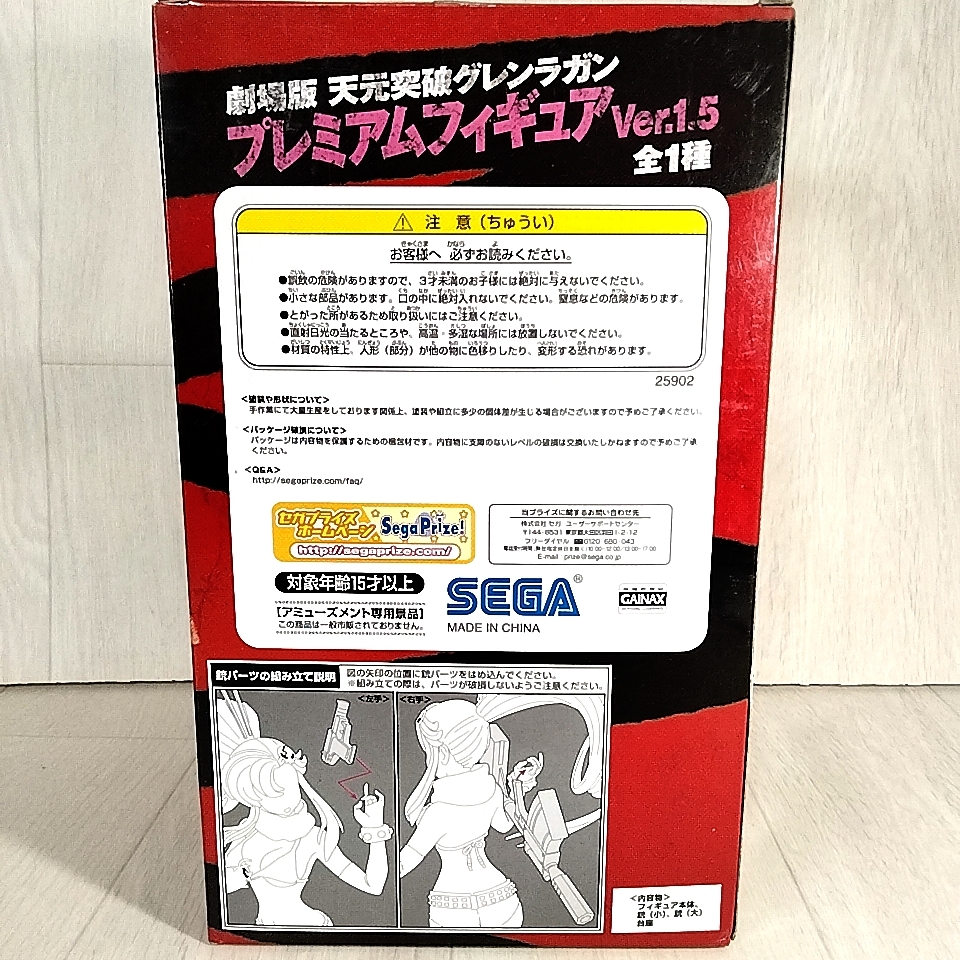 劇場版 天元突破グレンラガン
プレミアムフィギュア Ver.1.5
全1種
⚠ 注 意（ちゅうい）
お客様へ 必ずお読みください。
●誤飲の危険がありますので、3才未満のお子様には絶対に与えないでください。
●小さな部品があります。口の中に絶対入れないでください。窒息などの危険があります。
●とがった所があるため取り扱いにはご注意ください。
●直射日光の当たるところや、高温・多湿な場所には放置しないでください。
●材質の特性上、人形（部分）が他の物に色移りしたり、変形する恐れがあります。
25902
<塗装や形状について>
手作業にて大量生産をしております関係上、塗装や組立に多少の個体差が生じる場合がございますので予めご了承ください。
<パッケージ破損について>
パッケージは内容物を保護するための梱包材です。内容物に支障のないレベルの破損は交換いたしかねますので予めご了承
ください。
<Q&A>
http://segaprize.com/faq/
セガプライズ
ホームページ
SegaPrize!
http://segaprize.com/
当プライズに関するお問い合わせ先
株式会社 セガ ユーザーサポートセンター
〒144-8531 東京都大田区羽田1-2-12
フリーダイヤル 0120-680-043
E-mail：prize@sega.co.jp
対象年齢15才以上
SEGA®
GAINAX
【アミューズメント専用景品】
この商品は一般市販されておりません。
MADE IN CHINA
銃パーツの組み立て説明
図の矢印の位置に銃パーツをはめ込んでください。
※組み立ての際は、パーツが破損しないようご注意ください。
<左手>
<右手>
<内容物>
フィギュア本体、
銃（小）、銃（大）
台座